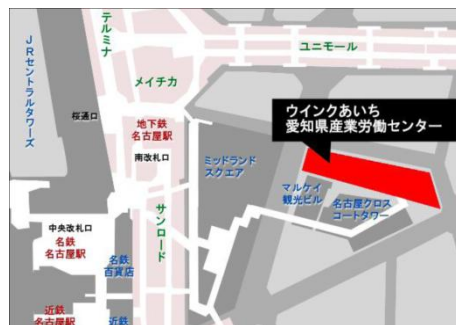 テルミナ
JRセントラルタワーズ
メイチカ
ユニモール
桜通口
地下鉄
名古屋駅
南改札口
ウインクあいち
愛知県産業労働センター
ミッドランド
スクエア
サンロード
マルケイ
観光ビル
名古屋クロス
コートタワー
中央改札口
名鉄
名古屋駅
名鉄
百貨店
近鉄
名古屋駅
近鉄